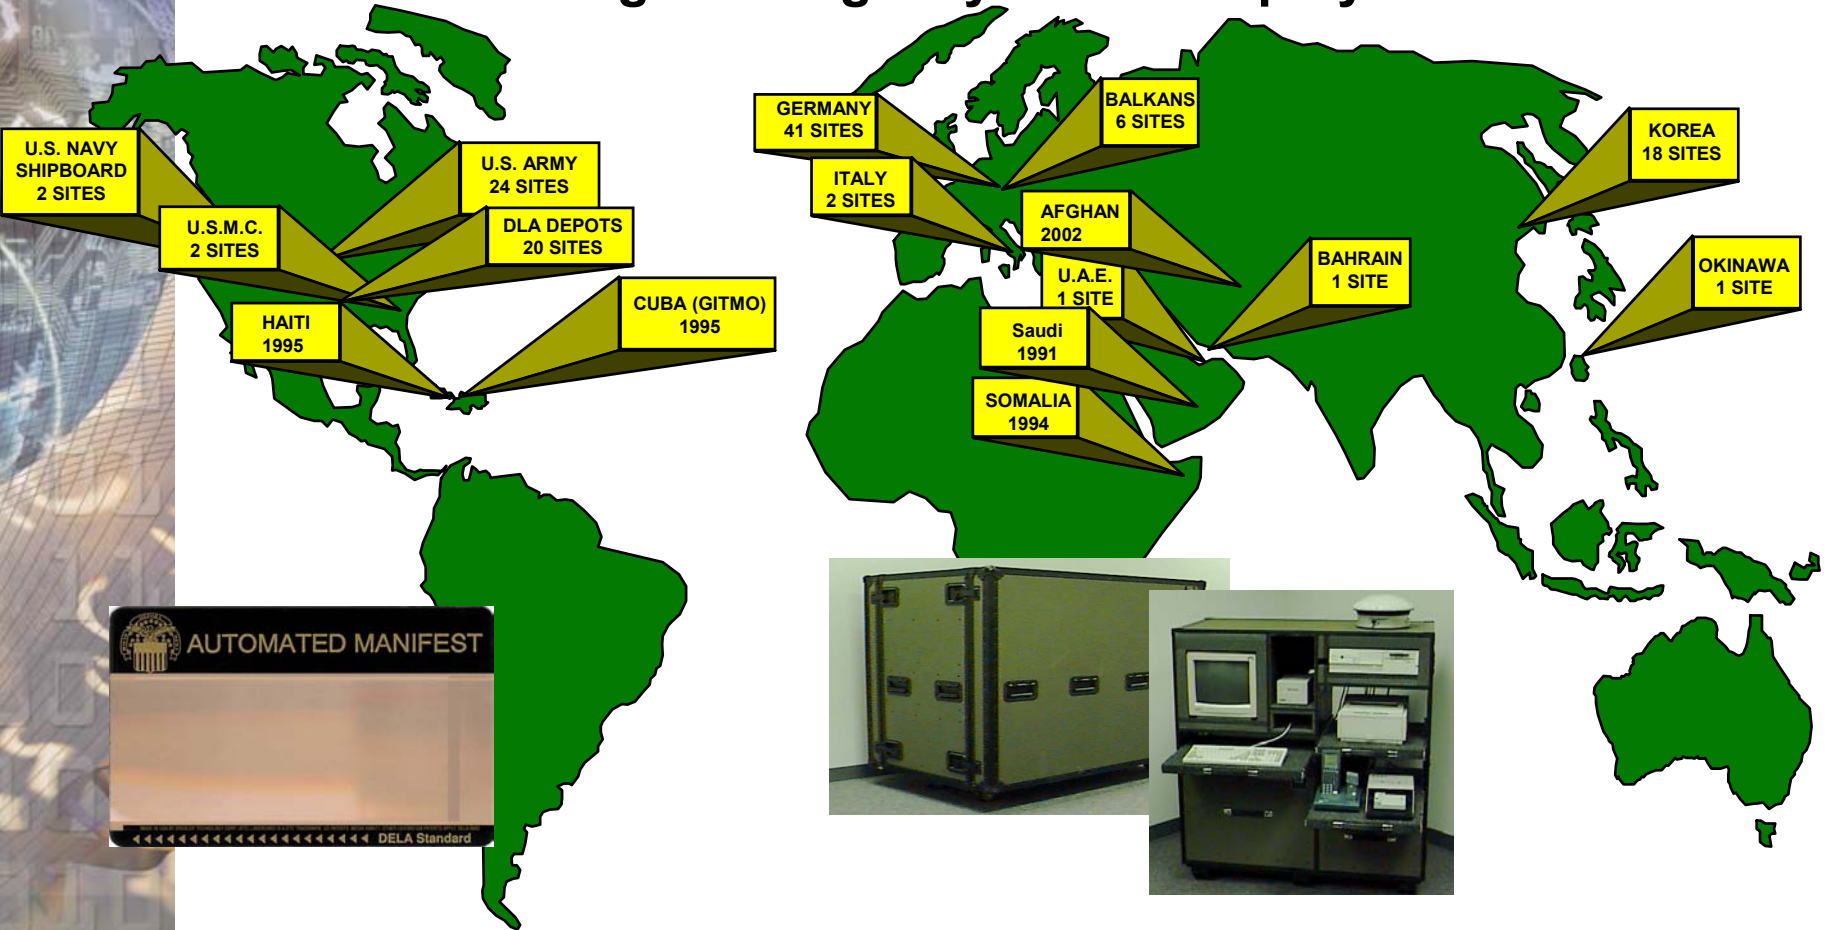 U.S. NAVY
SHIPBOARD
2 SITES
U.S. ARMY
24 SITES
U.S.M.C.
2 SITES
DLA DEPOTS
20 SITES
HAITI
1995
CUBA (GITMO)
1995
GERMANY
41 SITES
BALKANS
6 SITES
ITALY
2 SITES
AFGHAN
2002
U.A.E.
1 SITE
BAHRAIN
1 SITE
Saudi
1991
SOMALIA
1994
KOREA
18 SITES
OKINAWA
1 SITE
AUTOMATED MANIFEST
DELA Standard